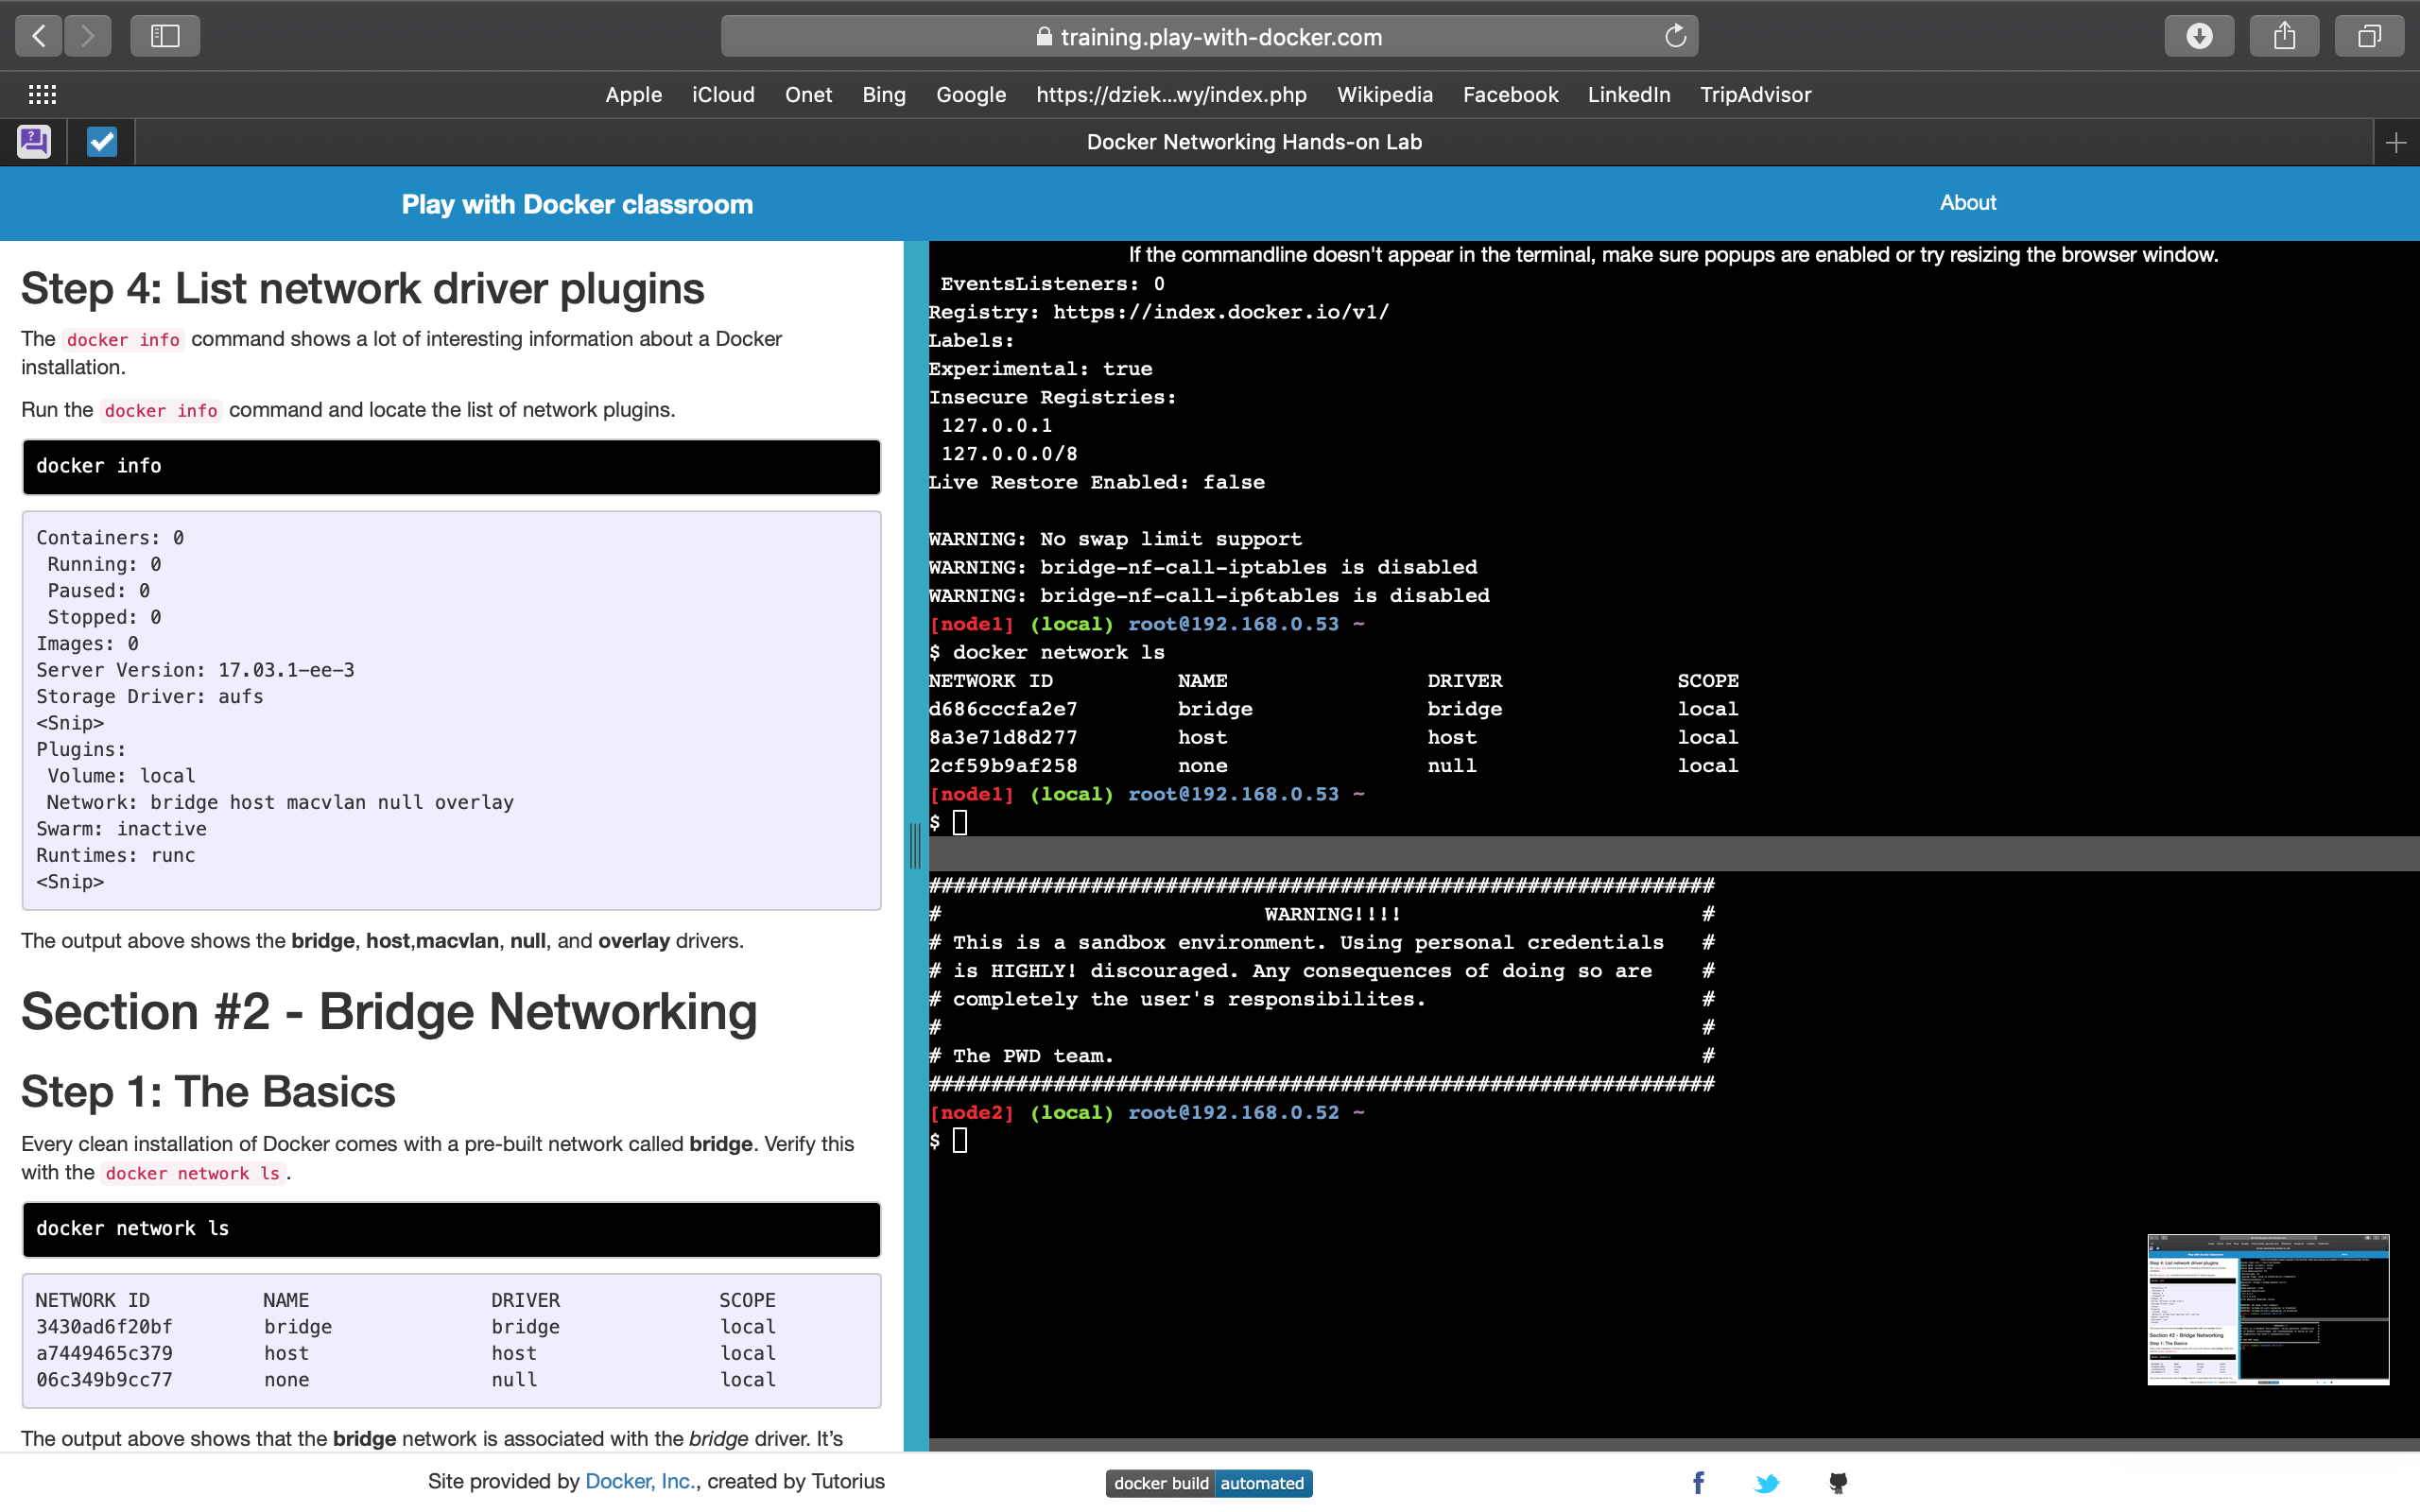 training.play-with-docker.com
Apple iCloud Onet Bing Google https://dziek...wy/index.php Wikipedia Facebook LinkedIn TripAdvisor
Docker Networking Hands-on Lab
Play with Docker classroom
About
Step 4: List network driver plugins
The docker info command shows a lot of interesting information about a Docker
installation.
Run the docker info command and locate the list of network plugins.
docker info
Containers: 0
Running: 0
Paused: 0
Stopped: 0
Images: 0
Server Version: 17.03.1-ee-3
Storage Driver: aufs
<Snip>
Plugins:
Volume: local
Network: bridge host macvlan null overlay
Swarm: inactive
Runtimes: runc
<Snip>
The output above shows the bridge, host,macvlan, null, and overlay drivers.
Section #2 - Bridge Networking
Step 1: The Basics
Every clean installation of Docker comes with a pre-built network called bridge. Verify this
with the docker network ls .
docker network ls
NETWORK ID NAME DRIVER SCOPE
3430ad6f20bf bridge bridge local
a7449465c379 host host local
06c349b9cc77 none null local
The output above shows that the bridge network is associated with the bridge driver. It's
If the commandline doesn't appear in the terminal, make sure popups are enabled or try resizing the browser window.
EventsListeners: 0
Registry: https://index.docker.io/v1/
Labels:
Experimental: true
Insecure Registries:
127.0.0.1
127.0.0.0/8
Live Restore Enabled: false
WARNING: No swap limit support
WARNING: bridge-nf-call-iptables is disabled
WARNING: bridge-nf-call-ip6tables is disabled
[node1] (local) root@192.168.0.53 ~
$ docker network ls
NETWORK ID NAME DRIVER SCOPE
d686cccfa2e7 bridge bridge local
8a3e71d8d277 host host local
2cf59b9af258 none null local
[node1] (local) root@192.168.0.53 ~
$
###############################################################
# WARNING!!!! #
# This is a sandbox environment. Using personal credentials #
# is HIGHLY! discouraged. Any consequences of doing so are #
# completely the user's responsibilites. #
# #
# The PWD team. #
###############################################################
[node2] (local) root@192.168.0.52 ~
$
Site provided by Docker, Inc., created by Tutorius
docker build automated